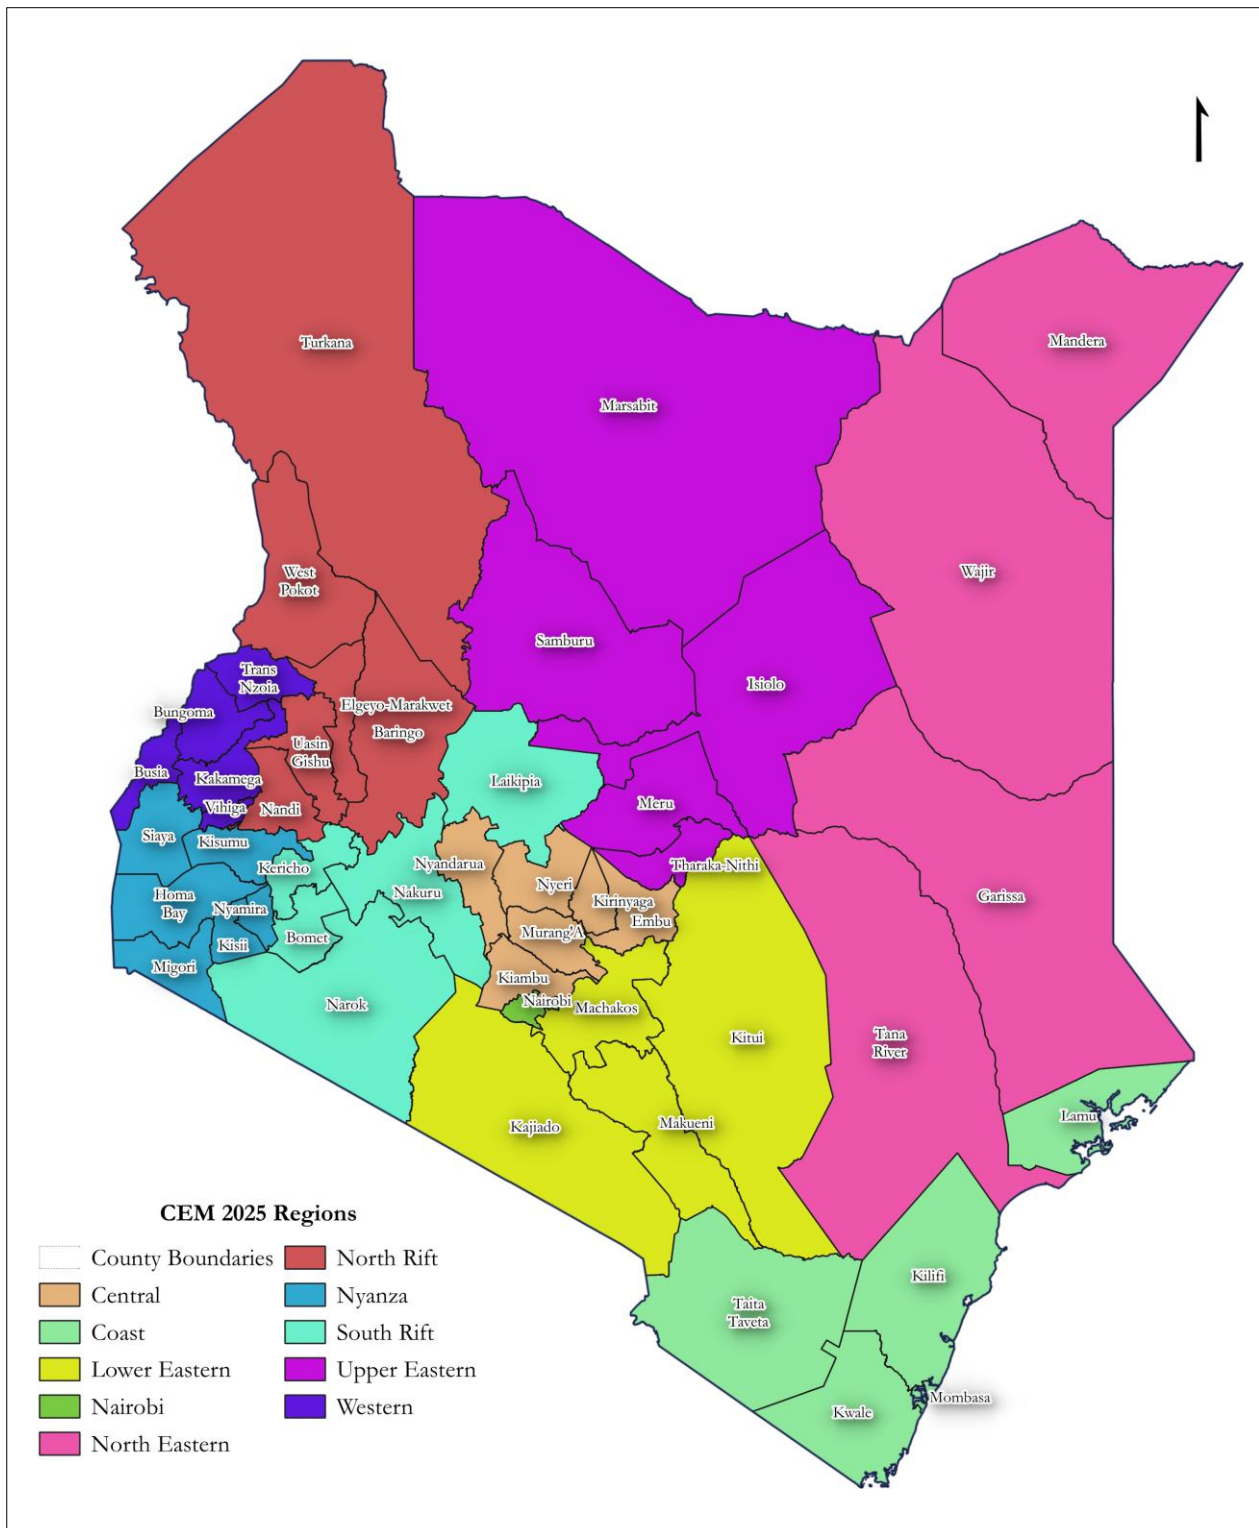 Turkana
Mandera
Marsabit
West
Pokot
Wajir
Samburu
Trans
Nzoia
Isiolo
Bungoma
Elgeyo-Marakwet
Baringo
Uasin
Gishu
Busia
Kakamega
Laikipia
Vihiga
Nandi
Meru
Siaya
Kisumu
Kericho
Nyandarua
Tharaka-Nithi
Nyeri
Nakuru
Homa
Bay
Nyamira
Kirinyaga
Embu
Garissa
Murang'A
Kisii
Bomet
Migori
Kiambu
Narok
Nairobi
Machakos
Kitui
Tana
River
Lamu
Kajiado
Makueni
Kilifi
Taita
Taveta
Kwale
Mombasa
CEM 2025 Regions
County Boundaries
Central
Coast
Lower Eastern
Nairobi
North Eastern
North Rift
Nyanza
South Rift
Upper Eastern
Western